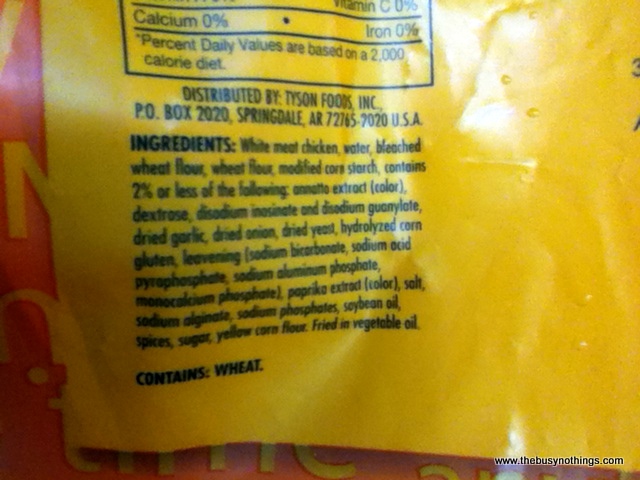 Vitamin C 0%
Calcium 0% • Iron 0%
*Percent Daily Values are based on a 2,000
calorie diet.
DISTRIBUTED BY: TYSON FOODS, INC.,
P.O. BOX 2020, SPRINGDALE, AR 72765-2020 U.S.A.
INGREDIENTS: White meat chicken, water, bleached
wheat flour, wheat flour, modified corn starch, contains
2% or less of the following: annatto extract (color),
dextrose, disodium inosinate and disodium guanylate,
dried garlic, dried onion, dried yeast, hydrolyzed corn
gluten, leavening (sodium bicarbonate, sodium acid
pyrophosphate, sodium aluminum phosphate,
monocalcium phosphate), paprika extract (color), salt,
sodium alginate, sodium phosphates, soybean oil,
spices, sugar, yellow corn flour. Fried in vegetable oil.
CONTAINS: WHEAT.
time
www.thebusynothings.com